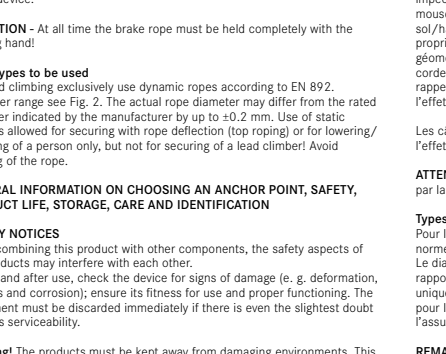 device.
TION - At all time the brake rope must be held completely with the
g hand!
ypes to be used
d climbing exclusively use dynamic ropes according to EN 892.
er range see Fig. 2. The actual rope diameter may differ from the rated
er indicated by the manufacturer by up to ±0.2 mm. Use of static
s allowed for securing with rope deflection (top roping) or for lowering/
ng of a person only, but not for securing of a lead climber! Avoid
g of the rope.
RAL INFORMATION ON CHOOSING AN ANCHOR POINT, SAFETY,
UCT LIFE, STORAGE, CARE AND IDENTIFICATION
Y NOTICES
combining this product with other components, the safety aspects of
ducts may interfere with each other.
and after use, check the device for signs of damage (e. g. deformation,
s and corrosion); ensure its fitness for use and proper functioning. The
ent must be discarded immediately if there is even the slightest doubt
s serviceability.
ng! The products must be kept away from damaging environments. This
mous
sol/h
propri
géom
corde
rappe
l'effet
Les câ
l'effet
ATTEN
par la
Types
Pour l
norme
Le dia
rappo
unique
pour l
l'assu
REMA